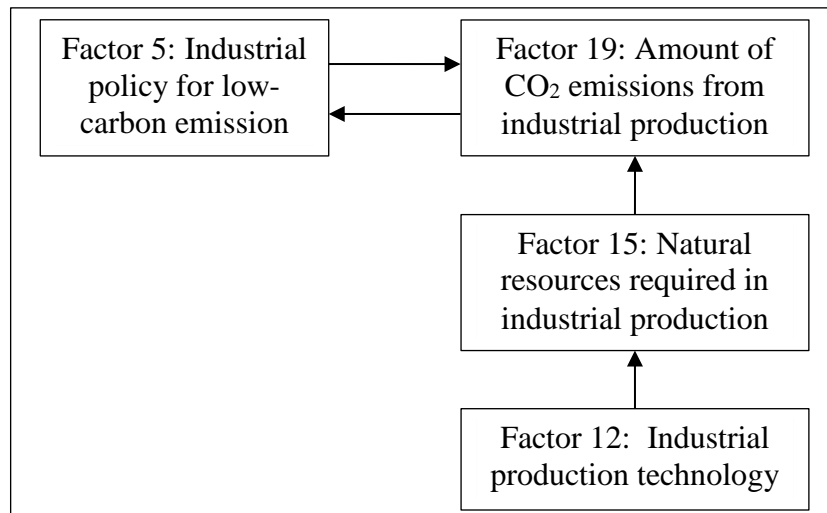 Factor 5: Industrial
policy for low-
carbon emission
Factor 19: Amount of
CO₂ emissions from
industrial production
Factor 15: Natural
resources required in
industrial production
Factor 12:  Industrial
production technology